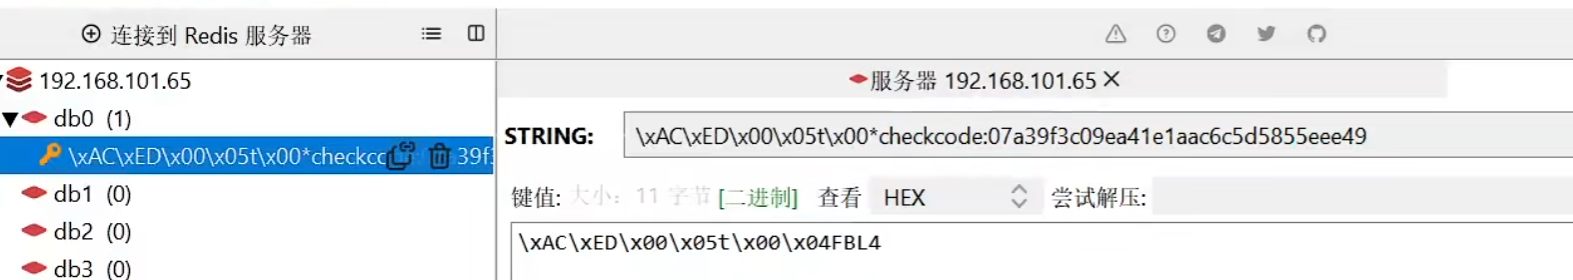 连接到 Redis 服务器
192.168.101.65
db0 (1)
\xAC\xED\x00\x05t\x00*checkcc 39f
db1 (0)
db2 (0)
db3 (0)
服务器 192.168.101.65
STRING: \xAC\xED\x00\x05t\x00*checkcode:07a39f3c09ea41e1aac6c5d5855eee49
键值: 大小: 11 字节 [二进制] 查看 HEX 尝试解压:
\xAC\xED\x00\x05t\x00\x04FBL4